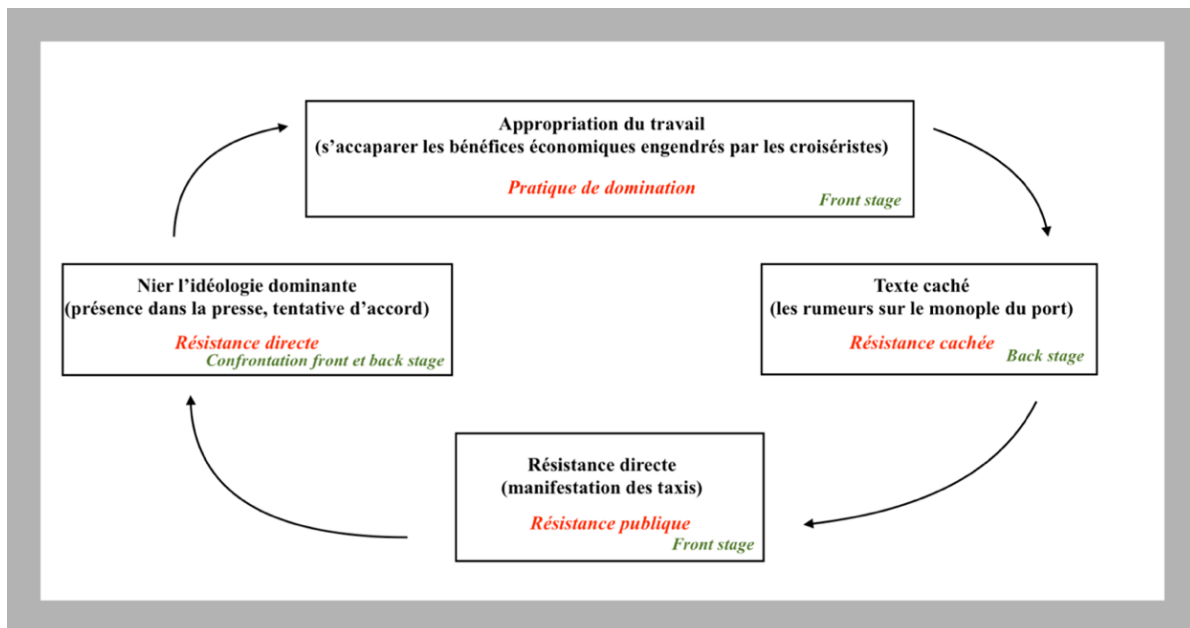 Appropriation du travail
(s’accaparer les bénéfices économiques engendrés par les croiséristes)
Pratique de domination
Front stage
Nier l’idéologie dominante
(présence dans la presse, tentative d’accord)
Résistance directe
Confrontation front et back stage
Texte caché
(les rumeurs sur le monople du port)
Résistance cachée
Back stage
Résistance directe
(manifestation des taxis)
Résistance publique
Front stage